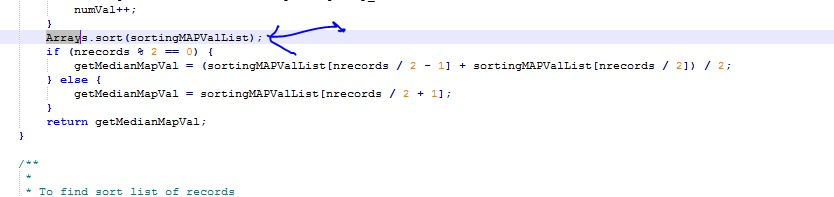 numVal++;
}
Arrays.sort(sortingMAPValList);
if (nrecords % 2 == 0) {
getMedianMapVal = (sortingMAPValList[nrecords / 2 - 1] + sortingMAPValList[nrecords / 2]) / 2;
} else {
getMedianMapVal = sortingMAPValList[nrecords / 2 + 1];
}
return getMedianMapVal;
}
/**
*
* To find sort list of records